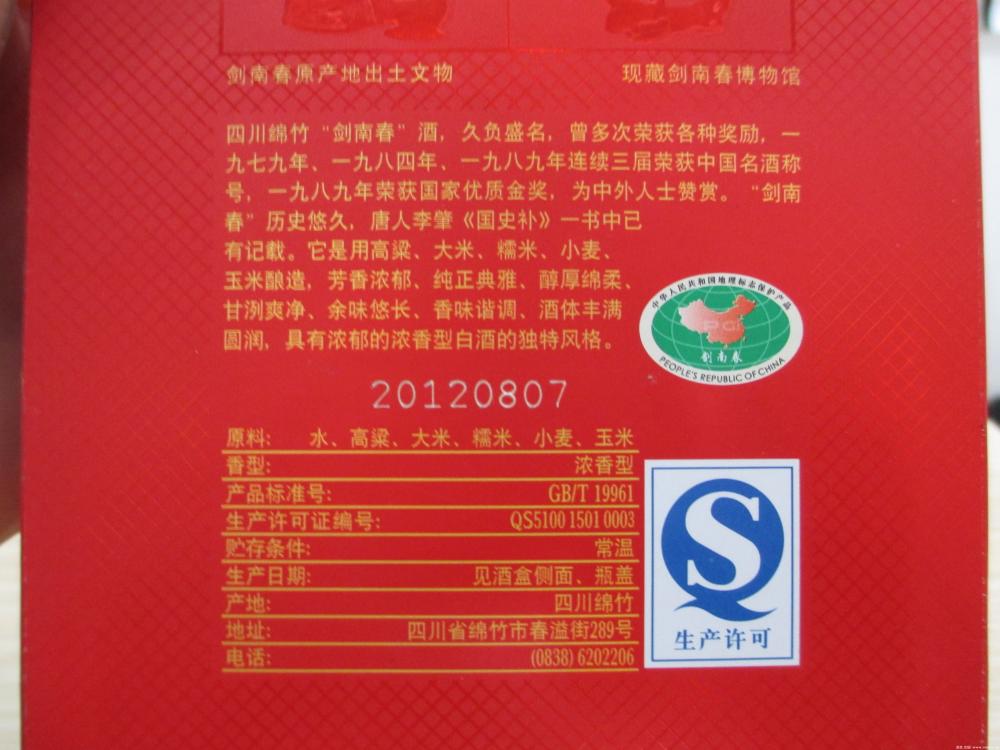 剑南春原产地出土文物
现藏剑南春博物馆
四川绵竹“剑南春”酒，久负盛名，曾多次荣获各种奖励，一
九七九年、一九八四年、一九八九年连续三届荣获中国名酒称
号，一九八九年荣获国家优质金奖，为中外人士赞赏。“剑南
春”历史悠久，唐人李肇《国史补》一书中已
有记载。它是用高粱、大米、糯米、小麦、
玉米酿造，芳香浓郁、纯正典雅、醇厚绵柔、
甘洌爽净、余味悠长、香味谐调、酒体丰满
圆润，具有浓郁的浓香型白酒的独特风格。
中华人民共和国地理标志保护产品
PGI
剑南春
PEOPLE'S REPUBLIC OF CHINA
20120807
原料： 水、高粱、大米、糯米、小麦、玉米
香型： 浓香型
产品标准号： GB/T 19961
生产许可证编号： QS5100 1501 0003
贮存条件： 常温
生产日期： 见酒盒侧面、瓶盖
产地： 四川绵竹
地址： 四川省绵竹市春溢街289号
电话： (0838) 6202206
生产许可